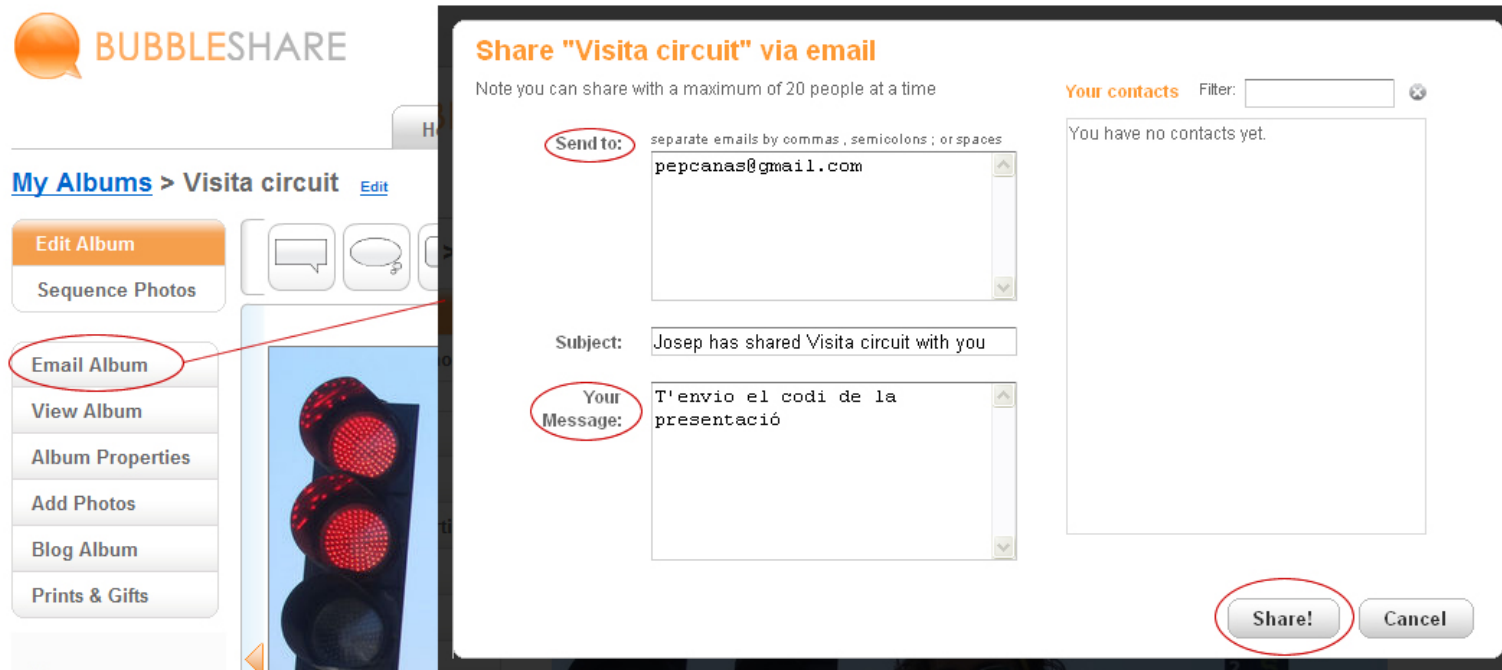 BUBBLESHARE
My Albums > Visita circuit Edit
Edit Album
Sequence Photos
Email Album
View Album
Album Properties
Add Photos
Blog Album
Prints & Gifts
Share "Visita circuit" via email
Note you can share with a maximum of 20 people at a time
Send to:
separate emails by commas , semicolons ; or spaces
pepcanas@gmail.com
Subject:
Josep has shared Visita circuit with you
Your
Message:
T'envio el codi de la
presentació
Your contacts Filter:
You have no contacts yet.
Share! Cancel